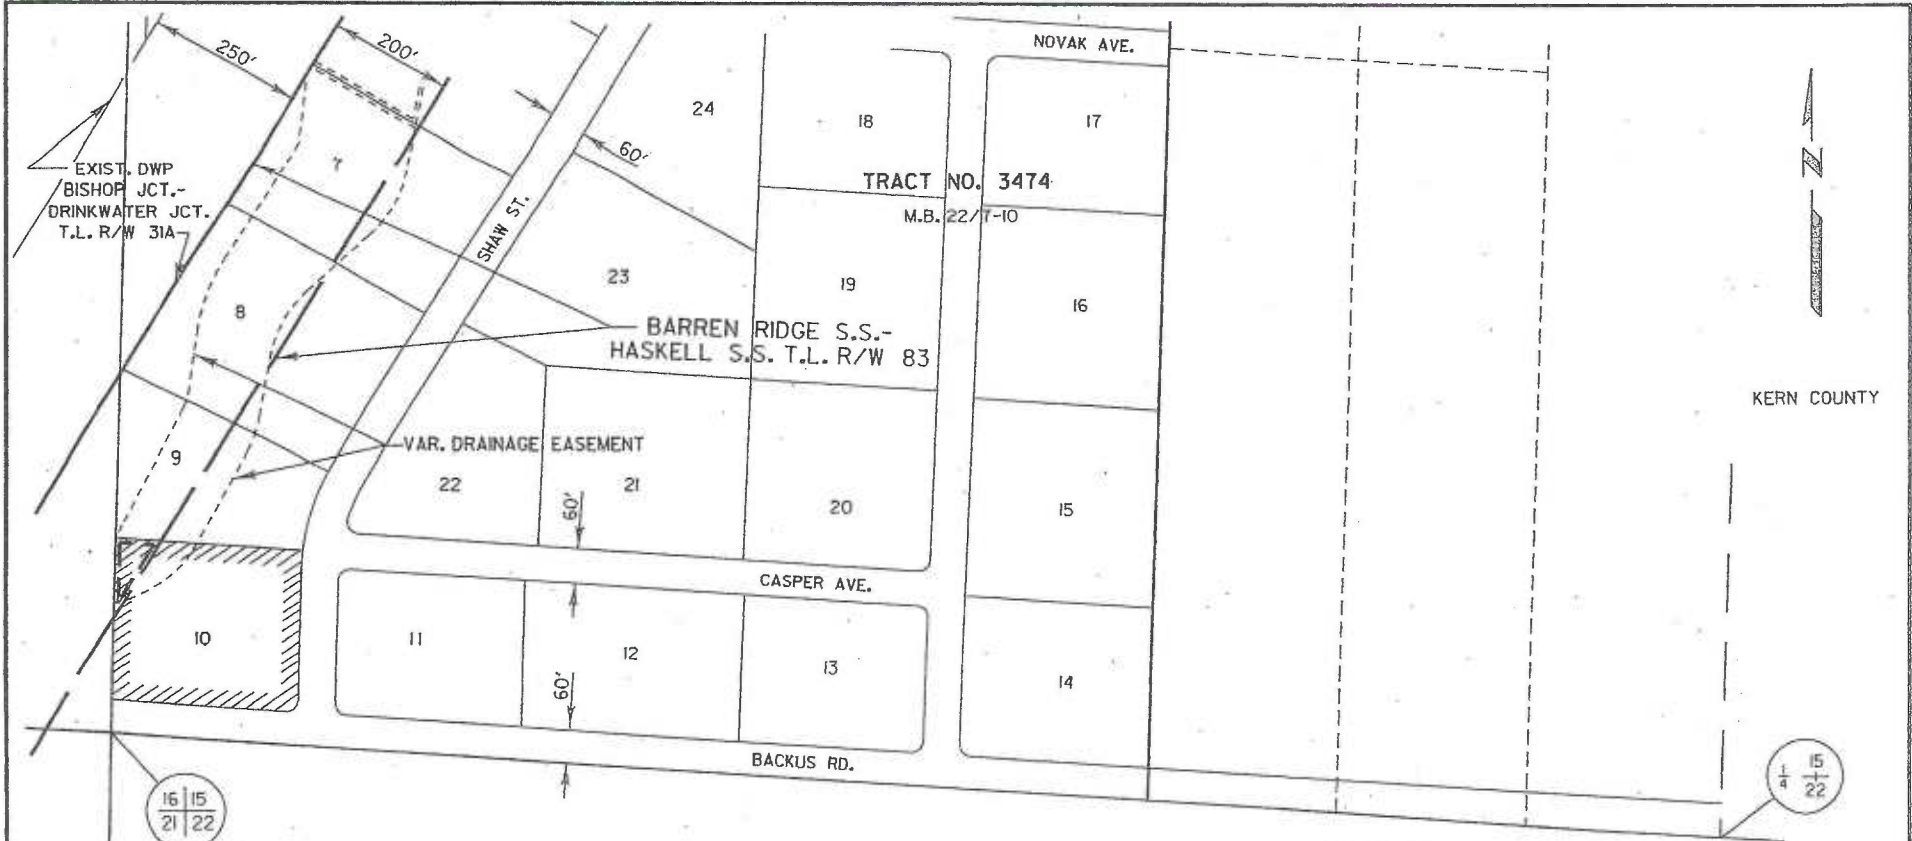 250'
200'
NOVAK AVE.
24
18
17
60'
EXIST. DWP
BISHOP JCT.-
DRINKWATER JCT.
T.L. R/W 31A
7
TRACT NO. 3474
M.B. 22/7-10
N
SHAW ST.
23
19
16
8
BARREN RIDGE S.S.-
HASKELL S.S. T.L. R/W 83
KERN COUNTY
VAR. DRAINAGE EASEMENT
9
22
21
20
15
60'
CASPER AVE.
10
11
12
13
14
60'
BACKUS RD.
16 15
21 22
1/4 15
22